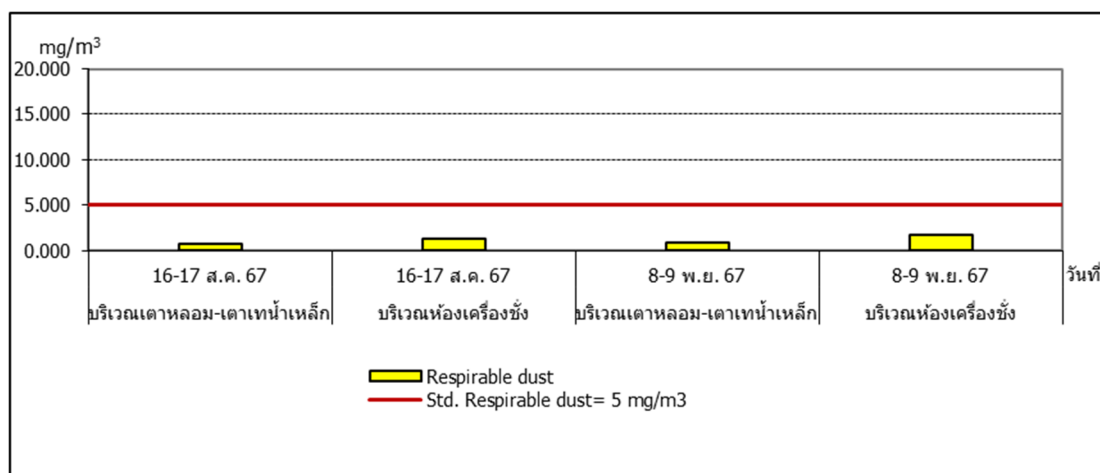 mg/m³
20.000
15.000
10.000
5.000
0.000
16-17 ส.ค. 67 16-17 ส.ค. 67 8-9 พ.ย. 67 8-9 พ.ย. 67 วันที่
บริเวณเตาหลอม-เตาเทน้ำเหล็ก บริเวณห้องเครื่องชั่ง บริเวณเตาหลอม-เตาเทน้ำเหล็ก บริเวณห้องเครื่องชั่ง
Respirable dust
Std. Respirable dust= 5 mg/m3